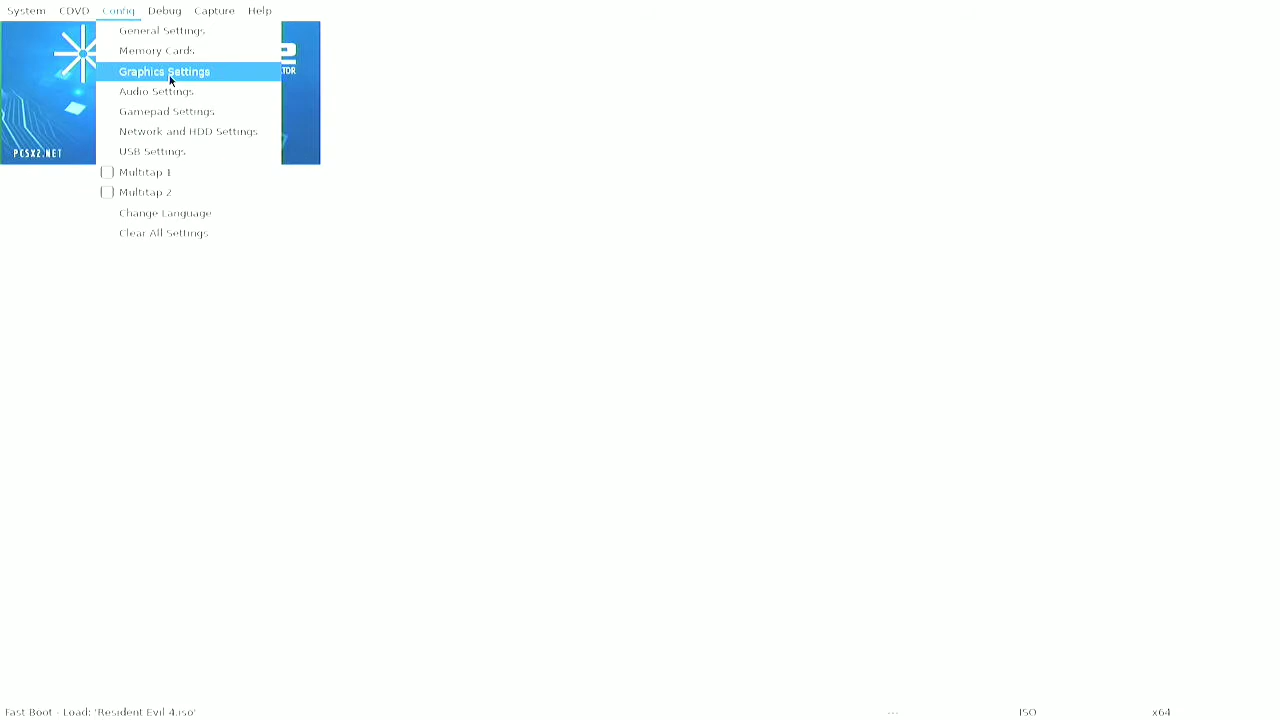 System CDVD Config Debug Capture Help
General Settings
Memory Cards
Graphics Settings
TOR
Audio Settings
Gamepad Settings
Network and HDD Settings
USB Settings
PCSX2.NET
Multitap 1
Multitap 2
Change Language
Clear All Settings
Fast Boot - Load: 'Resident Evil 4.iso' --- ISO x64